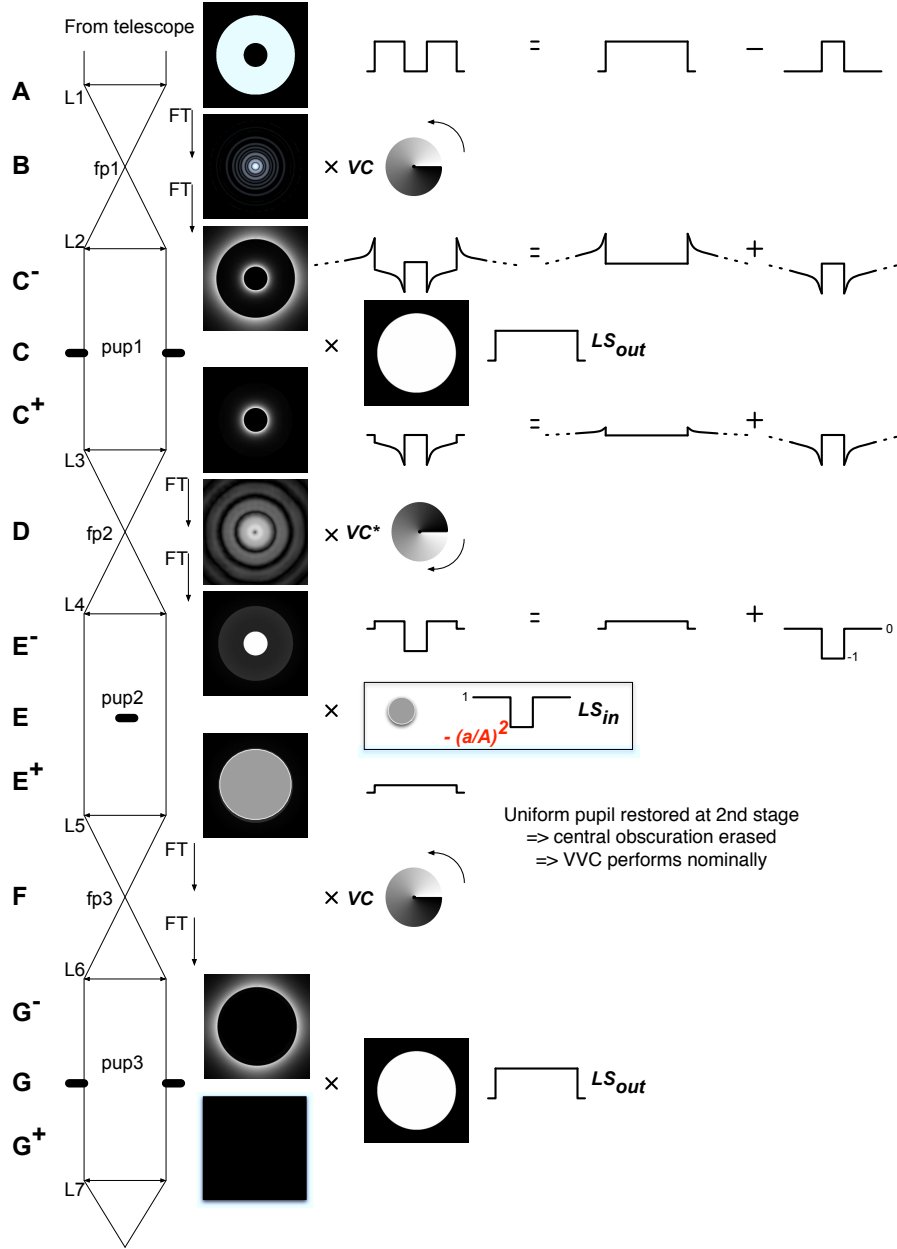 From telescope
A
L1
FT
= −
B
fp1
× VC
FT
L2
C-
= +
C
pup1
× LSout
C+
= +
L3
FT
D
fp2
× VC*
FT
L4
E-
= + 0
-1
E
pup2
× 1 LSin
- (a/A)2
E+
L5
Uniform pupil restored at 2nd stage
=> central obscuration erased
=> VVC performs nominally
FT
F
fp3
× VC
FT
L6
G-
G
pup3
× LSout
G+
L7